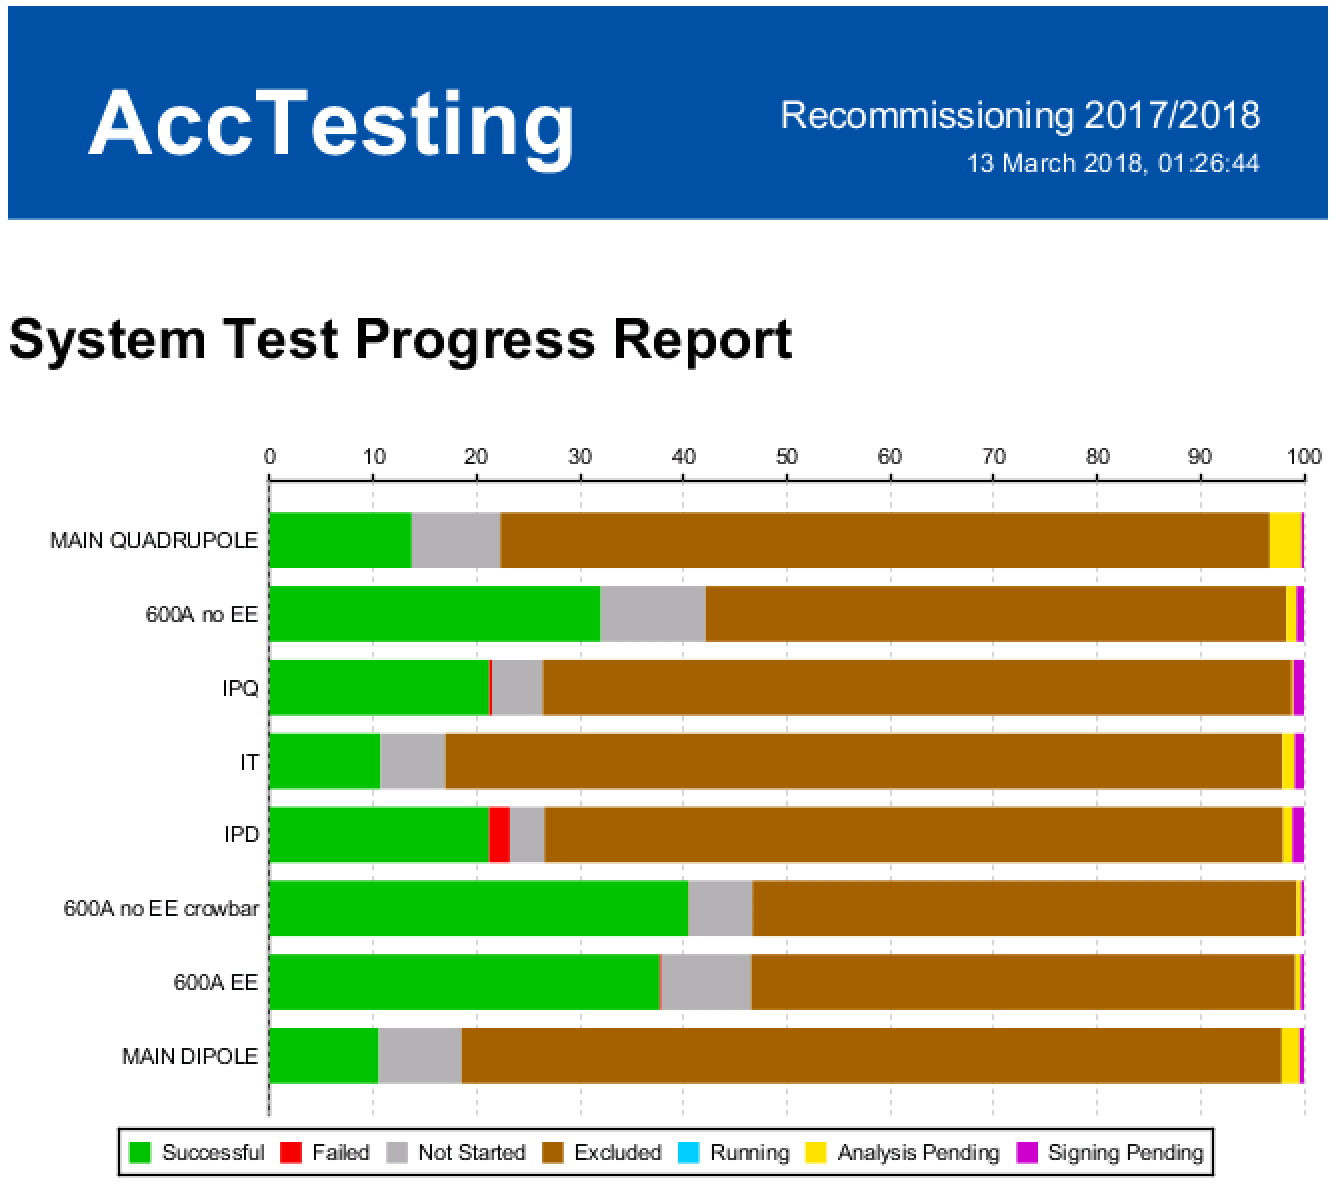 AccTesting
Recommissioning 2017/2018
13 March 2018, 01:26:44
System Test Progress Report
0 10 20 30 40 50 60 70 80 90 100
MAIN QUADRUPOLE
600A no EE
IPQ
IT
IPD
600A no EE crowbar
600A EE
MAIN DIPOLE
Successful Failed Not Started Excluded Running Analysis Pending Signing Pending